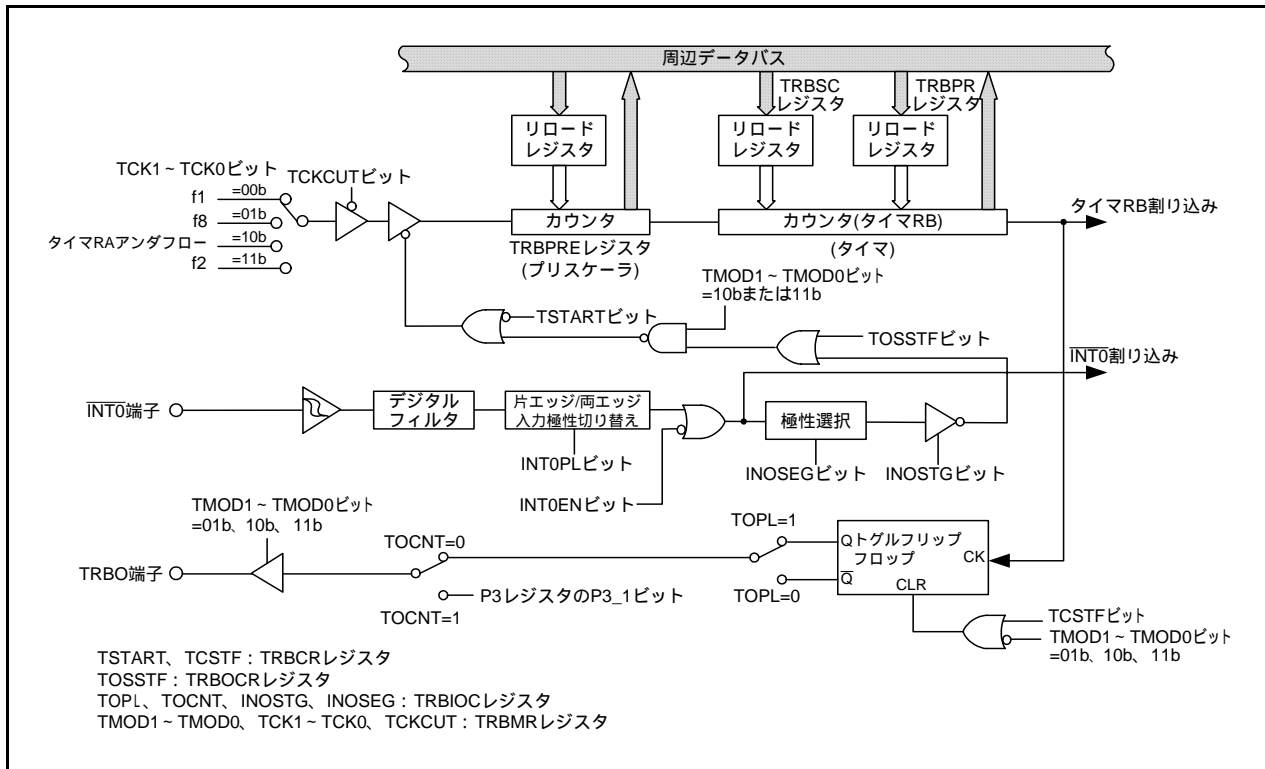 周辺データバス
TRBSC
レジスタ
TRBPR
レジスタ
リロード
レジスタ
リロード
レジスタ
リロード
レジスタ
TCK1~TCK0ビット
TCKCUTビット
f1
=00b
f8
=01b
タイマRAアンダフロー
=10b
f2
=11b
カウンタ
TRBPREレジスタ
(プリスケーラ)
カウンタ(タイマRB)
(タイマ)
タイマRB割り込み
TMOD1~TMOD0ビット
=10bまたは11b
TSTARTビット
TOSSTFビット
INT0割り込み
INT0端子
デジタル
フィルタ
片エッジ/両エッジ
入力極性切り替え
極性選択
INT0PLビット
INOSEGビット
INOSTGビット
INT0ENビット
TMOD1~TMOD0ビット
=01b、10b、11b
TOCNT=0
TOPL=1
Qトグルフリップ
フロップ
CK
Q
CLR
TRBO端子
P3レジスタのP3_1ビット
TOPL=0
TOCNT=1
TCSTFビット
TMOD1~TMOD0ビット
=01b、10b、11b
TSTART、TCSTF:TRBCRレジスタ
TOSSTF:TRBOCRレジスタ
TOPL、TOCNT、INOSTG、INOSEG:TRBIOCレジスタ
TMOD1~TMOD0、TCK1~TCK0、TCKCUT:TRBMRレジスタ